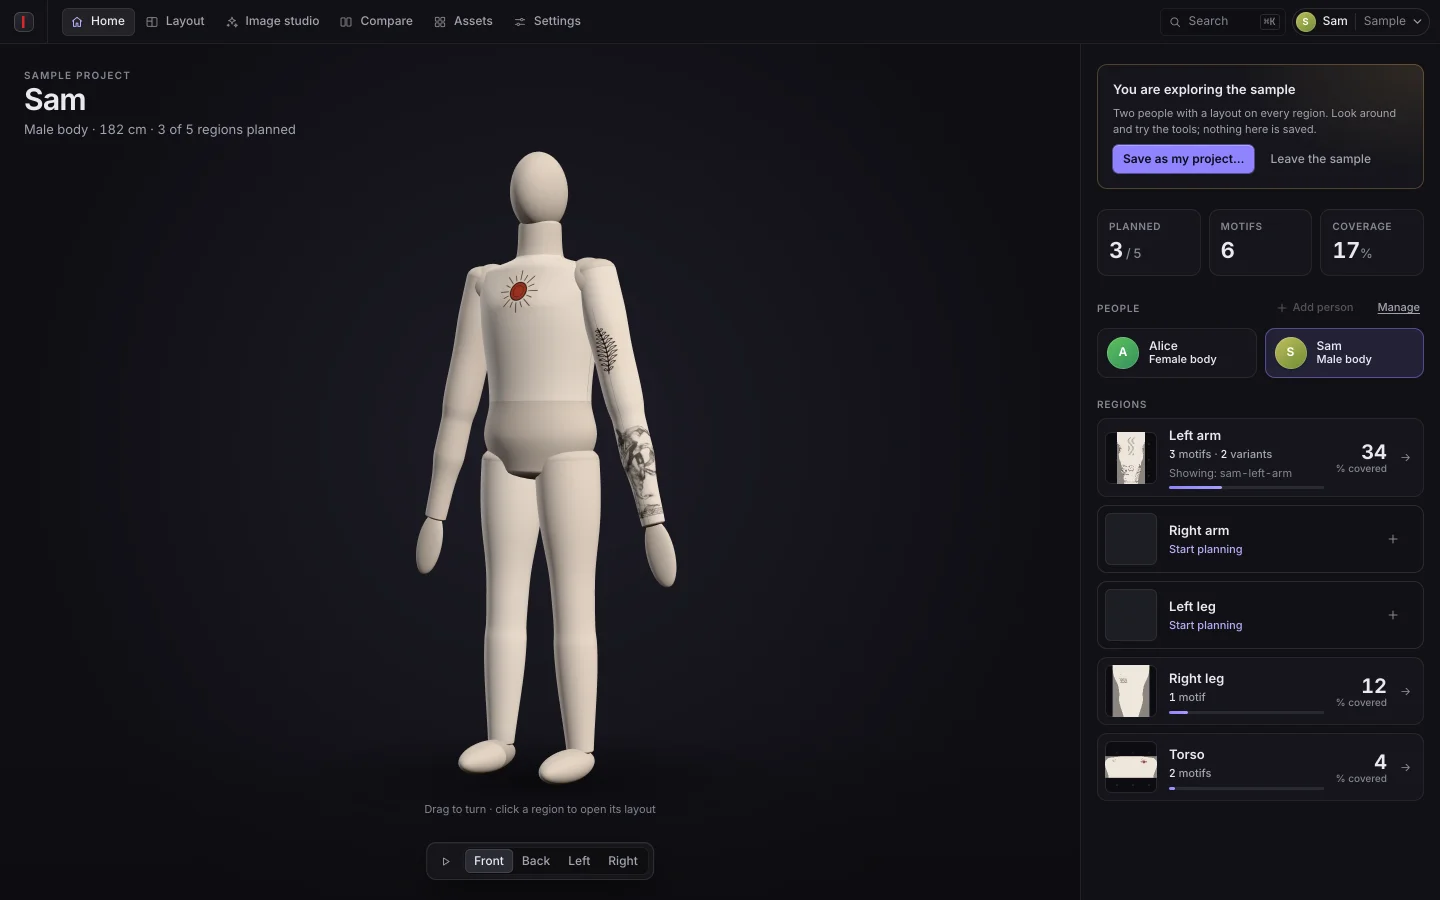 Home
Layout
Image studio
Compare
Assets
Settings
Search
⌘K
S
Sam
Sample
SAMPLE PROJECT
Sam
Male body · 182 cm · 3 of 5 regions planned
Drag to turn · click a region to open its layout
Front
Back
Left
Right
You are exploring the sample
Two people with a layout on every region. Look around
and try the tools; nothing here is saved.
Save as my project...
Leave the sample
PLANNED
3 / 5
MOTIFS
6
COVERAGE
17%
PEOPLE
+ Add person
Manage
A
Alice
Female body
S
Sam
Male body
REGIONS
Left arm
3 motifs · 2 variants
Showing: sam-left-arm
34
% covered
Right arm
Start planning
Left leg
Start planning
Right leg
1 motif
12
% covered
Torso
2 motifs
4
% covered